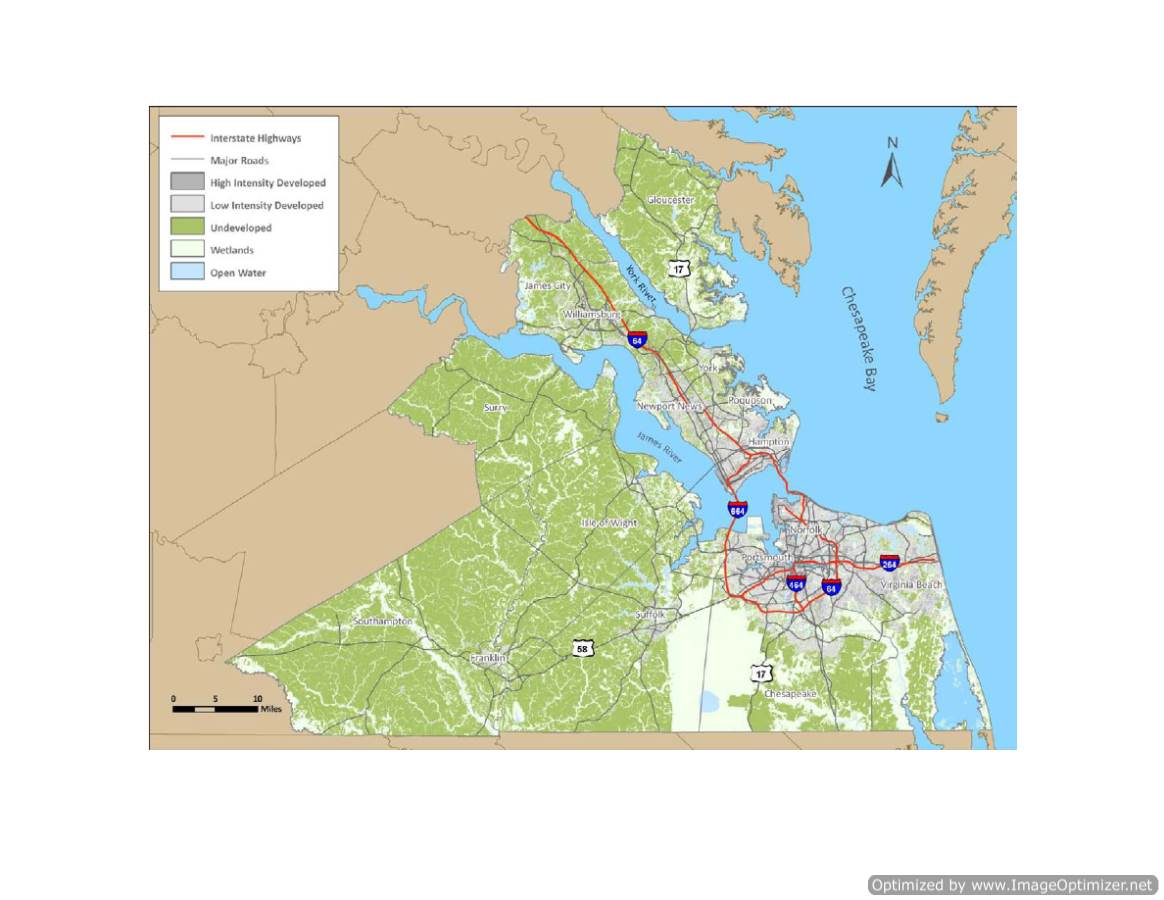 Interstate Highways
Major Roads
High Intensity Developed
Low Intensity Developed
Undeveloped
Wetlands
Open Water
N
Gloucester
17
York River
James City
Williamsburg
64
Chesapeake Bay
York
Poquoson
Newport News
Surry
Hampton
James River
664
Isle of Wight
Norfolk
Portsmouth
264
464
64
Virginia Beach
Suffolk
Southampton
58
Franklin
17
Chesapeake
0 5 10
Miles
Optimized by www.ImageOptimizer.net